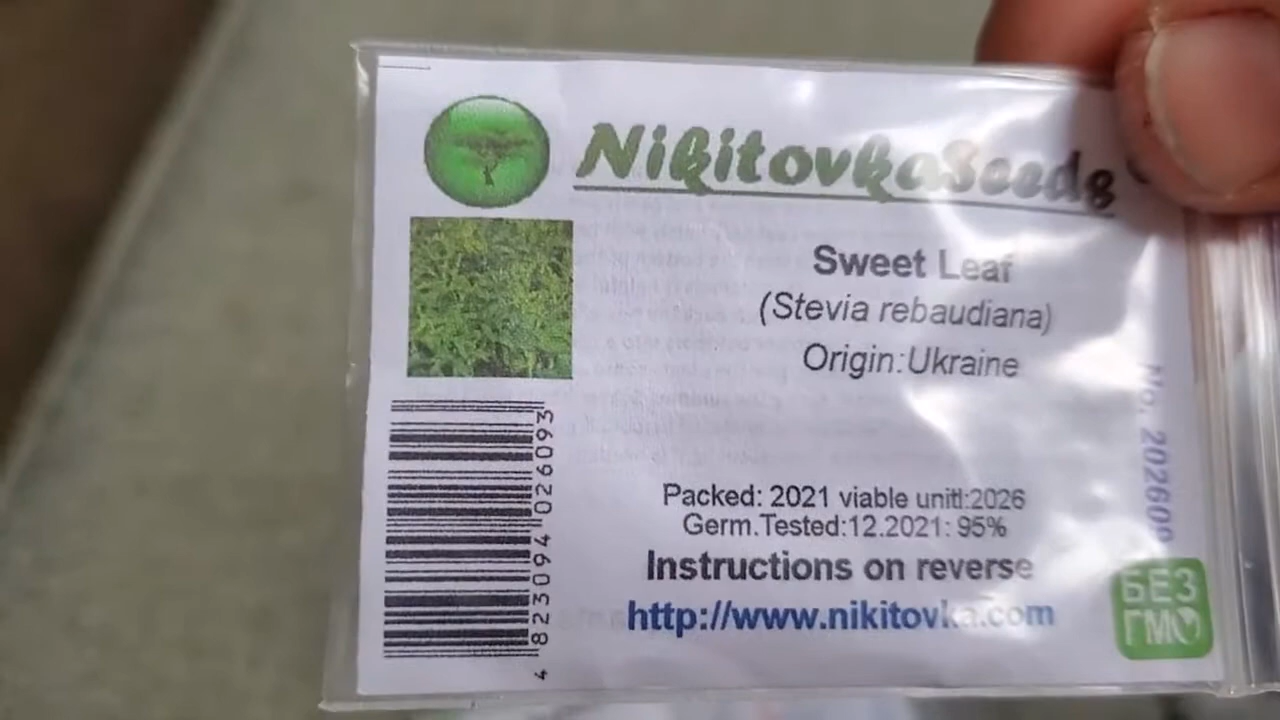 NikitovkaSeeds
Sweet Leaf
(Stevia rebaudiana)
Origin:Ukraine
4 823094 026093
Packed: 2021 viable unitl:2026
Germ.Tested:12.2021: 95%
Instructions on reverse
http://www.nikitovka.com
No. 202609
БЕЗ
ГМО